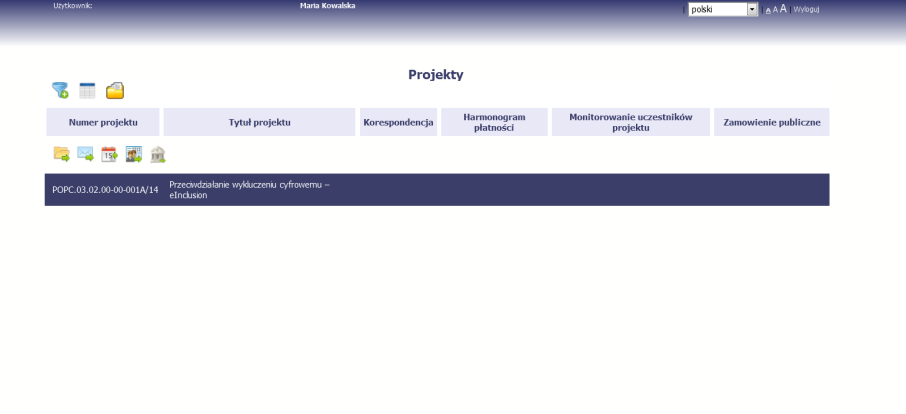 Użytkownik: Maria Kowalska | polski | A A A | Wyloguj
Projekty
Numer projektu Tytuł projektu Korespondencja Harmonogram płatności Monitorowanie uczestników projektu Zamowienie publiczne
15
POPC.03.02.00-00-001A/14 Przeciwdziałanie wykluczeniu cyfrowemu –
eInclusion